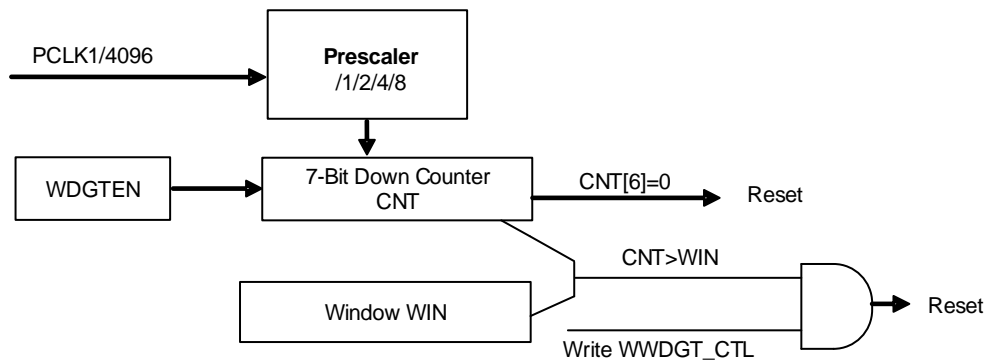 PCLK1/4096
Prescaler
/1/2/4/8
WDGTEN
7-Bit Down Counter
CNT
CNT[6]=0
Reset
CNT>WIN
Window WIN
Reset
Write WWDGT_CTL